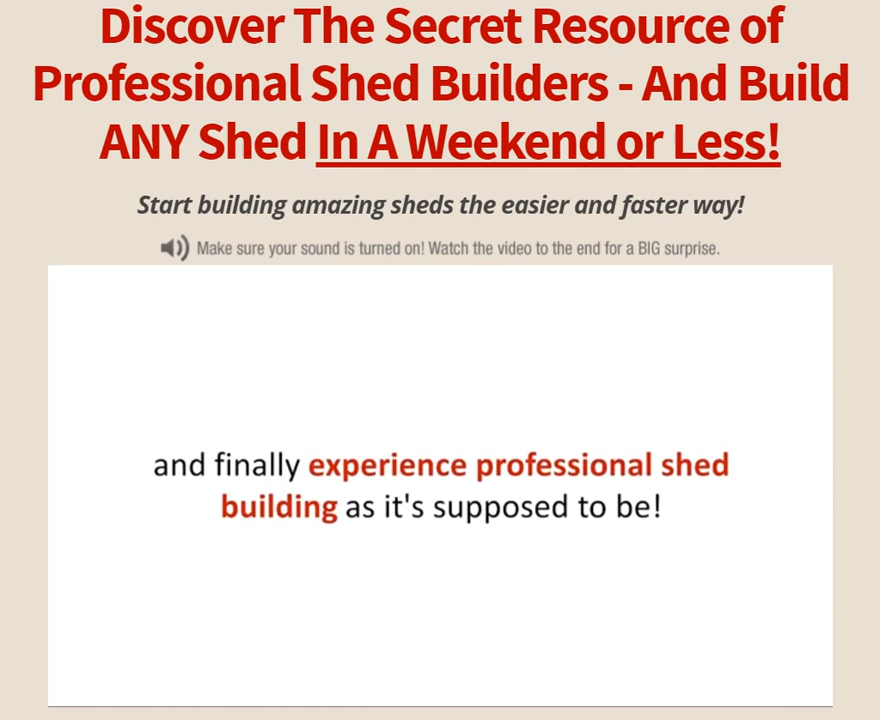 Discover The Secret Resource of
Professional Shed Builders - And Build
ANY Shed In A Weekend or Less!
Start building amazing sheds the easier and faster way!
Make sure your sound is turned on! Watch the video to the end for a BIG surprise.
and finally experience professional shed
building as it's supposed to be!